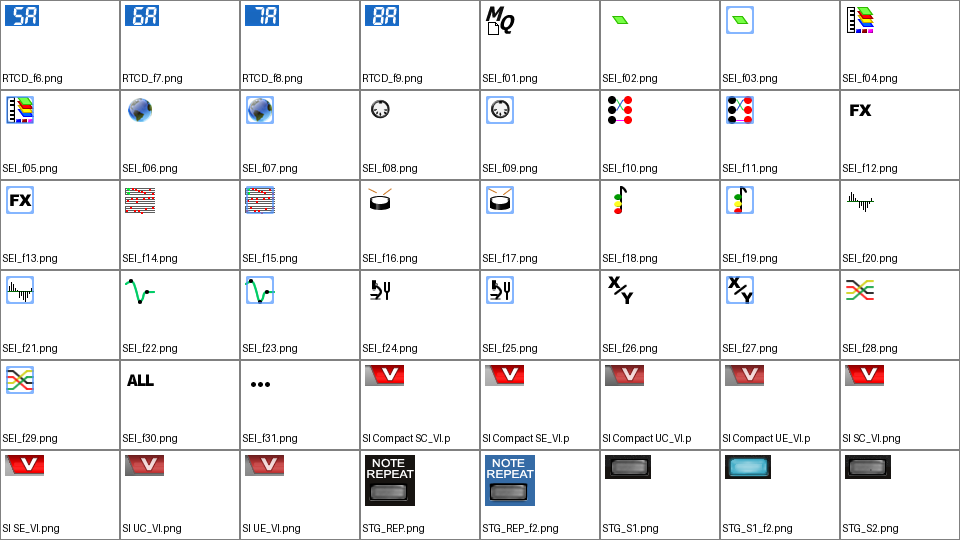 5A 6A 7A 8A MQ
RTCD_f6.png RTCD_f7.png RTCD_f8.png RTCD_f9.png SEI_f01.png SEI_f02.png SEI_f03.png SEI_f04.png
FX
SEI_f05.png SEI_f06.png SEI_f07.png SEI_f08.png SEI_f09.png SEI_f10.png SEI_f11.png SEI_f12.png
FX
SEI_f13.png SEI_f14.png SEI_f15.png SEI_f16.png SEI_f17.png SEI_f18.png SEI_f19.png SEI_f20.png
X/Y X/Y
SEI_f21.png SEI_f22.png SEI_f23.png SEI_f24.png SEI_f25.png SEI_f26.png SEI_f27.png SEI_f28.png
ALL ... V V V V V
SEI_f29.png SEI_f30.png SEI_f31.png SI Compact SC_VI.p SI Compact SE_VI.p SI Compact UC_VI.p SI Compact UE_VI.p SI SC_VI.png
V V V NOTE NOTE
REPEAT REPEAT
SI SE_VI.png SI UC_VI.png SI UE_VI.png STG_REP.png STG_REP_f2.png STG_S1.png STG_S1_f2.png STG_S2.png